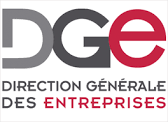 DGE
DIRECTION GÉNÉRALE
DES ENTREPRISES